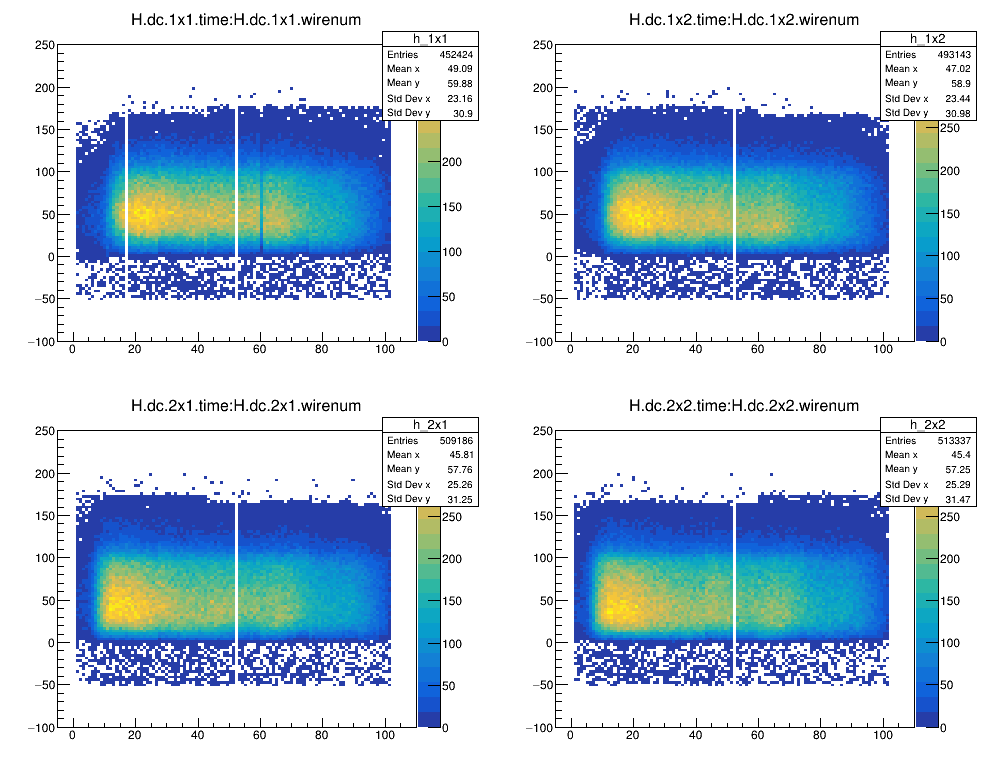 H.dc.1x1.time:H.dc.1x1.wirenum
h_1x1
Entries 452424
Mean x 49.09
Mean y 59.88
Std Dev x 23.16
Std Dev y 30.9
250
200
150
100
50
0
−50
−100
0 20 40 60 80 100
200
150
100
50
0
H.dc.1x2.time:H.dc.1x2.wirenum
h_1x2
Entries 493143
Mean x 47.02
Mean y 58.9
Std Dev x 23.44
Std Dev y 30.98
250
200
150
100
50
0
−50
−100
0 20 40 60 80 100
250
200
150
100
50
0
H.dc.2x1.time:H.dc.2x1.wirenum
h_2x1
Entries 509186
Mean x 45.81
Mean y 57.76
Std Dev x 25.26
Std Dev y 31.25
250
200
150
100
50
0
−50
−100
0 20 40 60 80 100
250
200
150
100
50
0
H.dc.2x2.time:H.dc.2x2.wirenum
h_2x2
Entries 513337
Mean x 45.4
Mean y 57.25
Std Dev x 25.29
Std Dev y 31.47
250
200
150
100
50
0
−50
−100
0 20 40 60 80 100
250
200
150
100
50
0